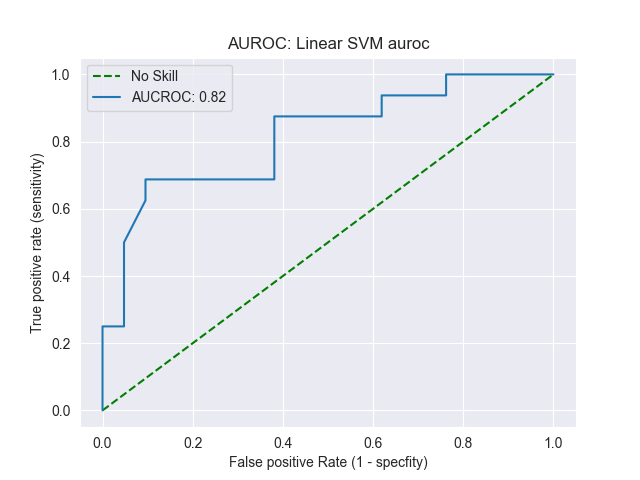 AUROC: Linear SVM auroc
No Skill
AUCROC: 0.82
1.0
0.8
0.6
0.4
0.2
0.0
True positive rate (sensitivity)
0.0 0.2 0.4 0.6 0.8 1.0
False positive Rate (1 - specfity)